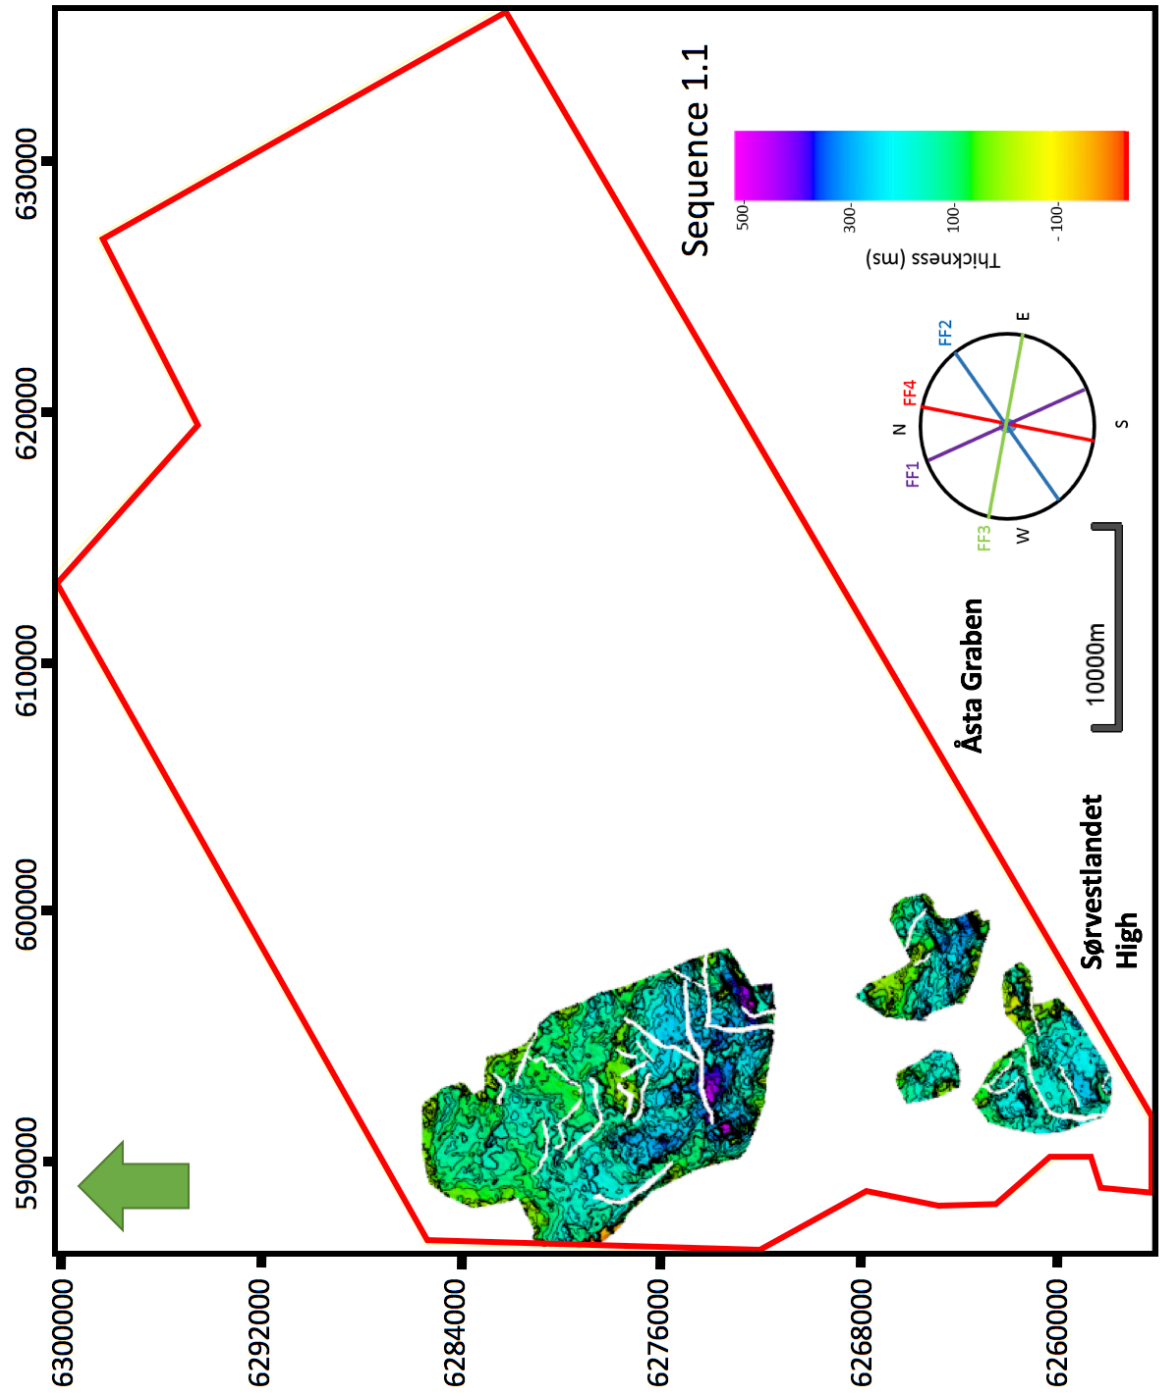 630000
620000
610000
600000
590000
6300000
6292000
6284000
6276000
6268000
6260000
Sequence 1.1
500-
300-
100-
- 100-
Thickness (ms)
N
E
S
W
FF1
FF2
FF3
FF4
10000m
Åsta Graben
Sørvestlandet
High